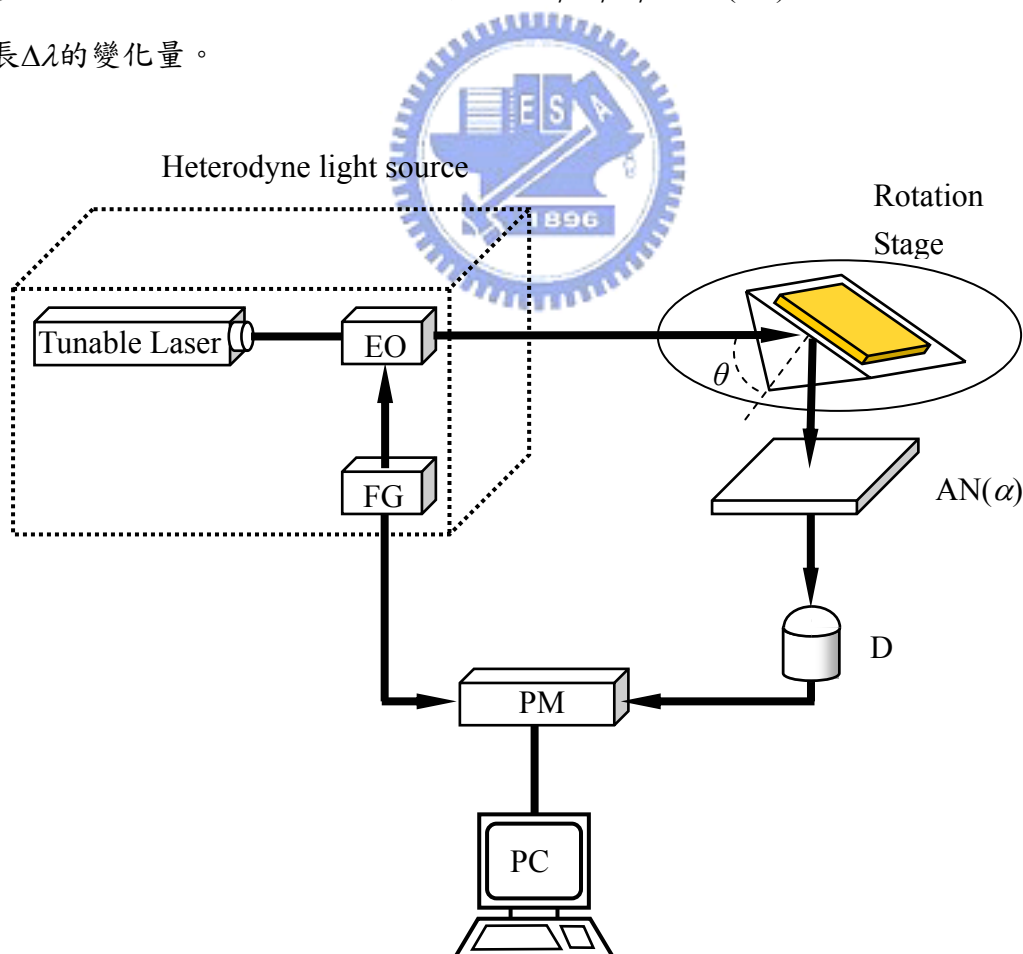 長Δλ的變化量。
Heterodyne light source
E S A
1896
Rotation
Stage
Tunable Laser
EO
θ
FG
AN(α)
D
PM
PC